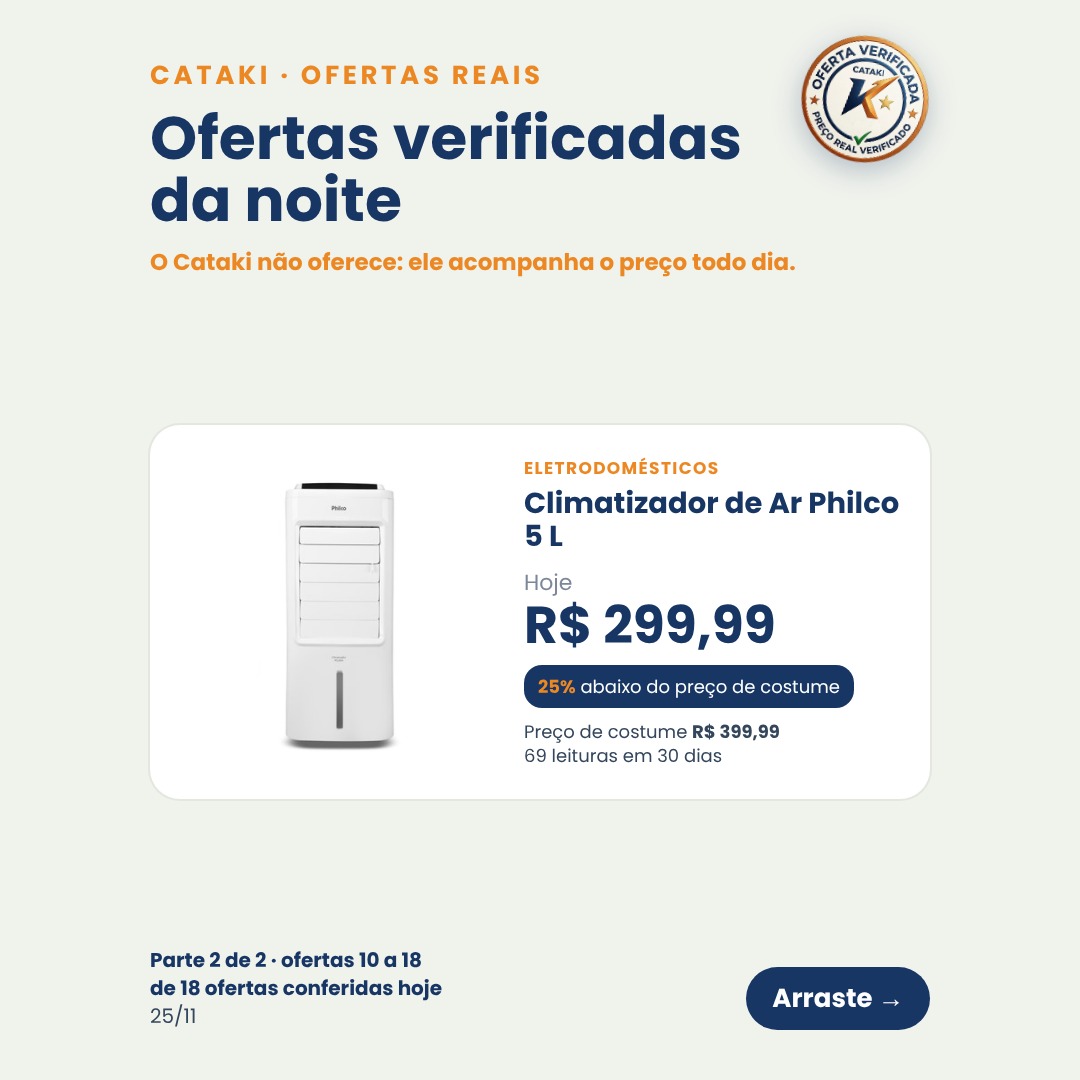 CATAKI · OFERTAS REAIS
Ofertas verificadas
da noite
O Cataki não oferece: ele acompanha o preço todo dia.
OFERTA VERIFICADA
CATAKI
PREÇO REAL VERIFICADO
ELETRODOMÉSTICOS
Climatizador de Ar Philco
5 L
Hoje
R$ 299,99
25% abaixo do preço de costume
Preço de costume R$ 399,99
69 leituras em 30 dias
Philco
Parte 2 de 2 · ofertas 10 a 18
de 18 ofertas conferidas hoje
25/11
Arraste →